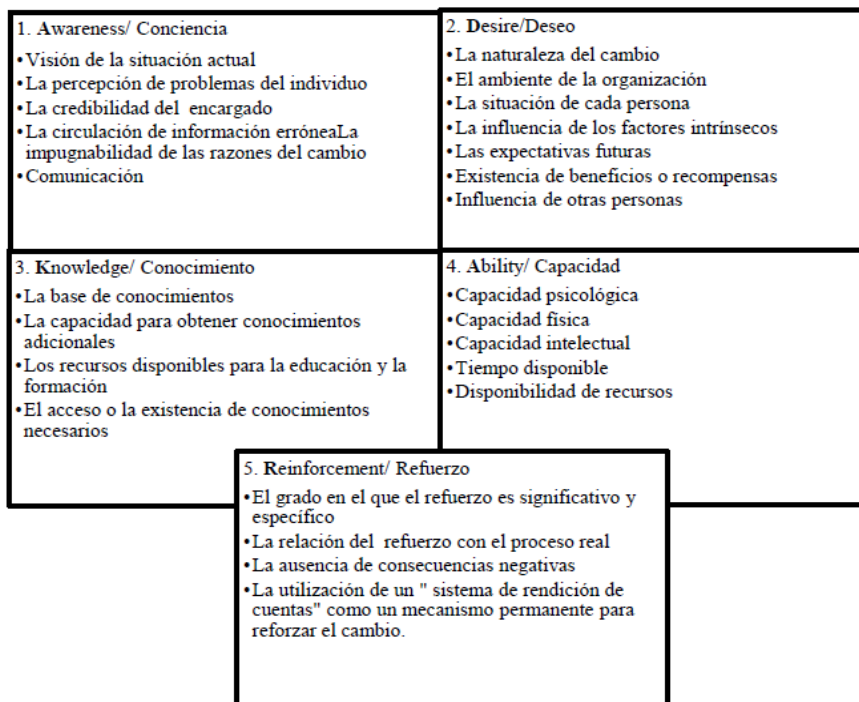 1. Awareness/ Conciencia
•Visión de la situación actual
•La percepción de problemas del individuo
•La credibilidad del encargado
•La circulación de información erróneaLa
impugnabilidad de las razones del cambio
•Comunicación
2. Desire/Deseo
•La naturaleza del cambio
•El ambiente de la organización
•La situación de cada persona
•La influencia de los factores intrínsecos
•Las expectativas futuras
•Existencia de beneficios o recompensas
•Influencia de otras personas
3. Knowledge/ Conocimiento
•La base de conocimientos
•La capacidad para obtener conocimientos
adicionales
•Los recursos disponibles para la educación y la
formación
•El acceso o la existencia de conocimientos
necesarios
4. Ability/ Capacidad
•Capacidad psicológica
•Capacidad física
•Capacidad intelectual
•Tiempo disponible
•Disponibilidad de recursos
5. Reinforcement/ Refuerzo
•El grado en el que el refuerzo es significativo y
específico
•La relación del refuerzo con el proceso real
•La ausencia de consecuencias negativas
•La utilización de un " sistema de rendición de
cuentas" como un mecanismo permanente para
reforzar el cambio.